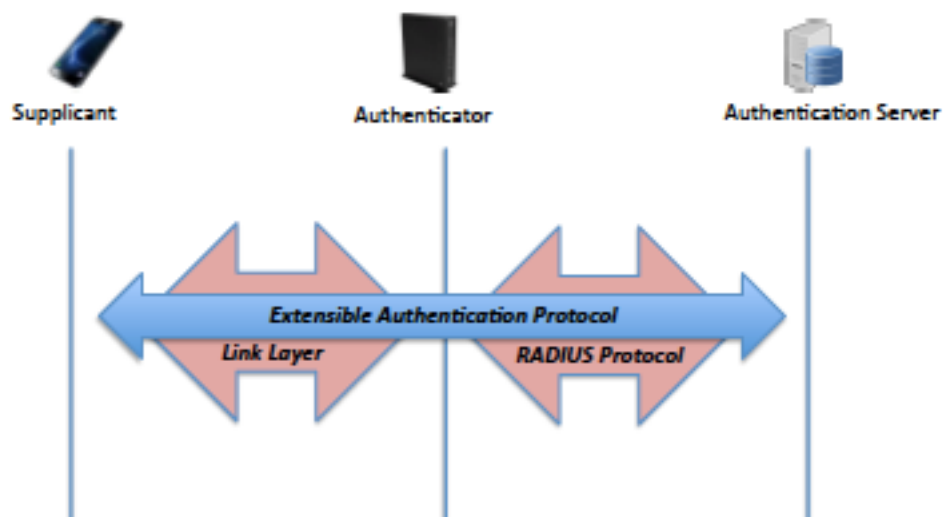 Supplicant
Authenticator
Authentication Server
Extensible Authentication Protocol
Link Layer
RADIUS Protocol